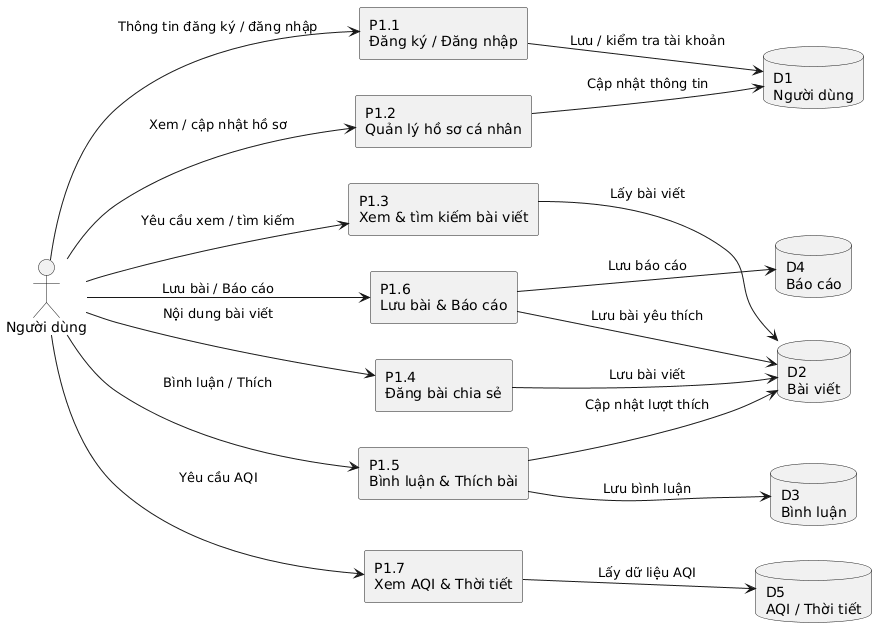 Thông tin đăng ký / đăng nhập
P1.1
Đăng ký / Đăng nhập
Lưu / kiểm tra tài khoản
D1
Người dùng
Xem / cập nhật hồ sơ
P1.2
Quản lý hồ sơ cá nhân
Cập nhật thông tin
Yêu cầu xem / tìm kiếm
P1.3
Xem & tìm kiếm bài viết
Lấy bài viết
Người dùng
Lưu bài / Báo cáo
P1.6
Lưu bài & Báo cáo
Lưu báo cáo
D4
Báo cáo
Lưu bài yêu thích
Nội dung bài viết
P1.4
Đăng bài chia sẻ
Lưu bài viết
D2
Bài viết
Bình luận / Thích
P1.5
Bình luận & Thích bài
Cập nhật lượt thích
Lưu bình luận
D3
Bình luận
Yêu cầu AQI
P1.7
Xem AQI & Thời tiết
Lấy dữ liệu AQI
D5
AQI / Thời tiết